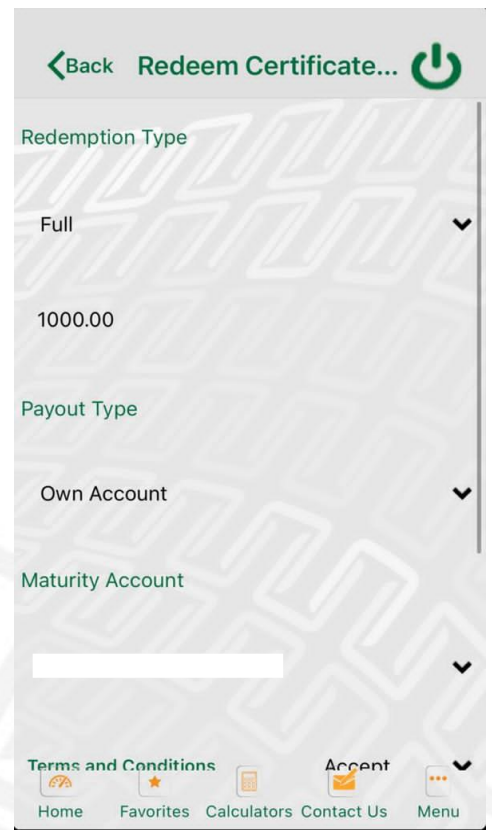 Back Redeem Certificate...
Redemption Type
Full
1000.00
Payout Type
Own Account
Maturity Account
Terms and Conditions Accept
Home Favorites Calculators Contact Us Menu